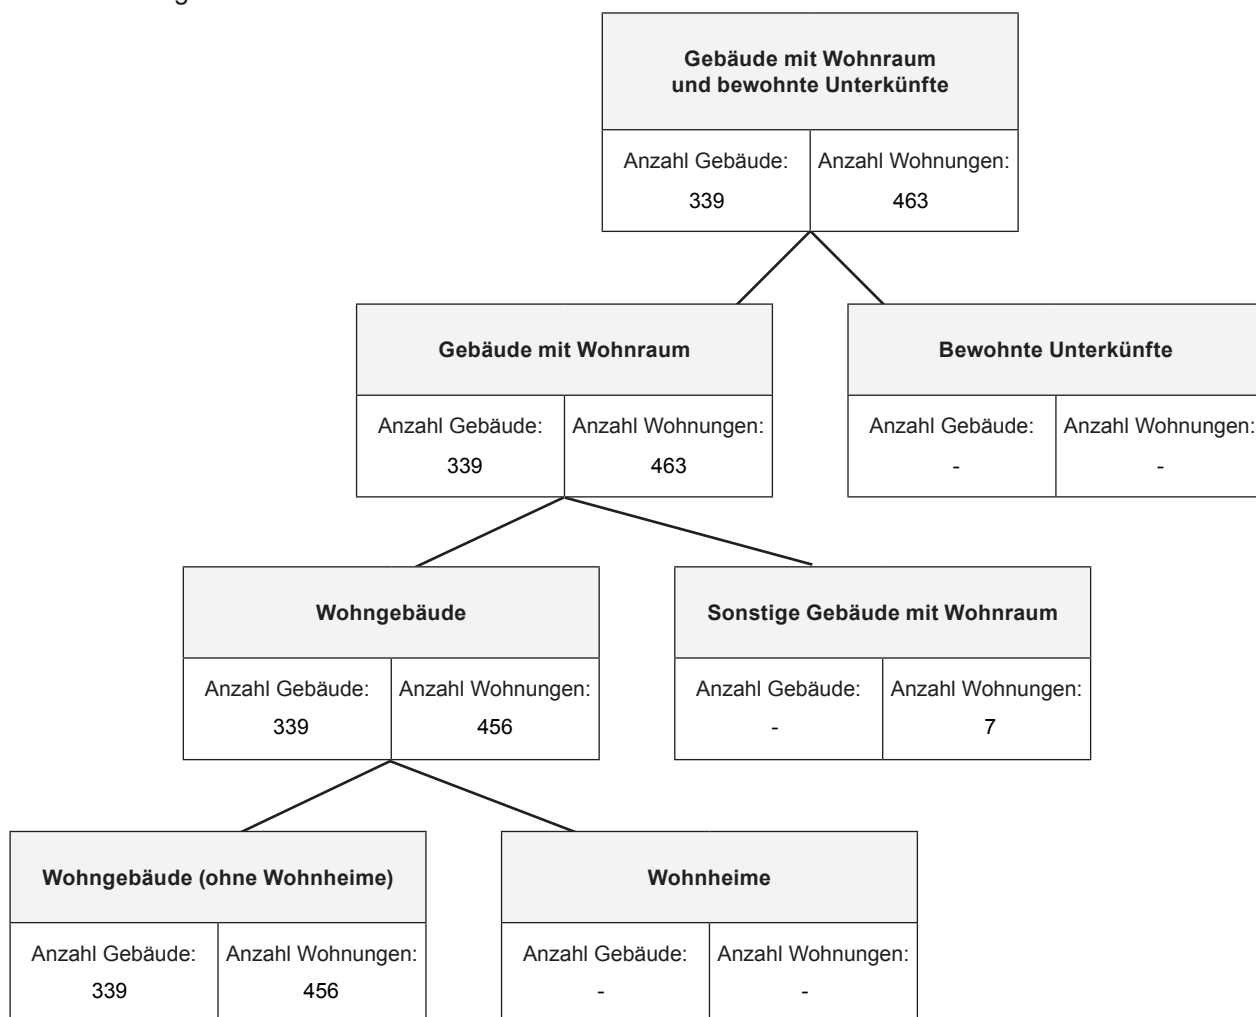 Gebäude mit Wohnraum
und bewohnte Unterkünfte
Anzahl Gebäude: Anzahl Wohnungen:
339 463
Gebäude mit Wohnraum Bewohnte Unterkünfte
Anzahl Gebäude: Anzahl Wohnungen: Anzahl Gebäude: Anzahl Wohnungen:
339 463 - -
Wohngebäude Sonstige Gebäude mit Wohnraum
Anzahl Gebäude: Anzahl Wohnungen: Anzahl Gebäude: Anzahl Wohnungen:
339 456 - 7
Wohngebäude (ohne Wohnheime) Wohnheime
Anzahl Gebäude: Anzahl Wohnungen: Anzahl Gebäude: Anzahl Wohnungen:
339 456 - -